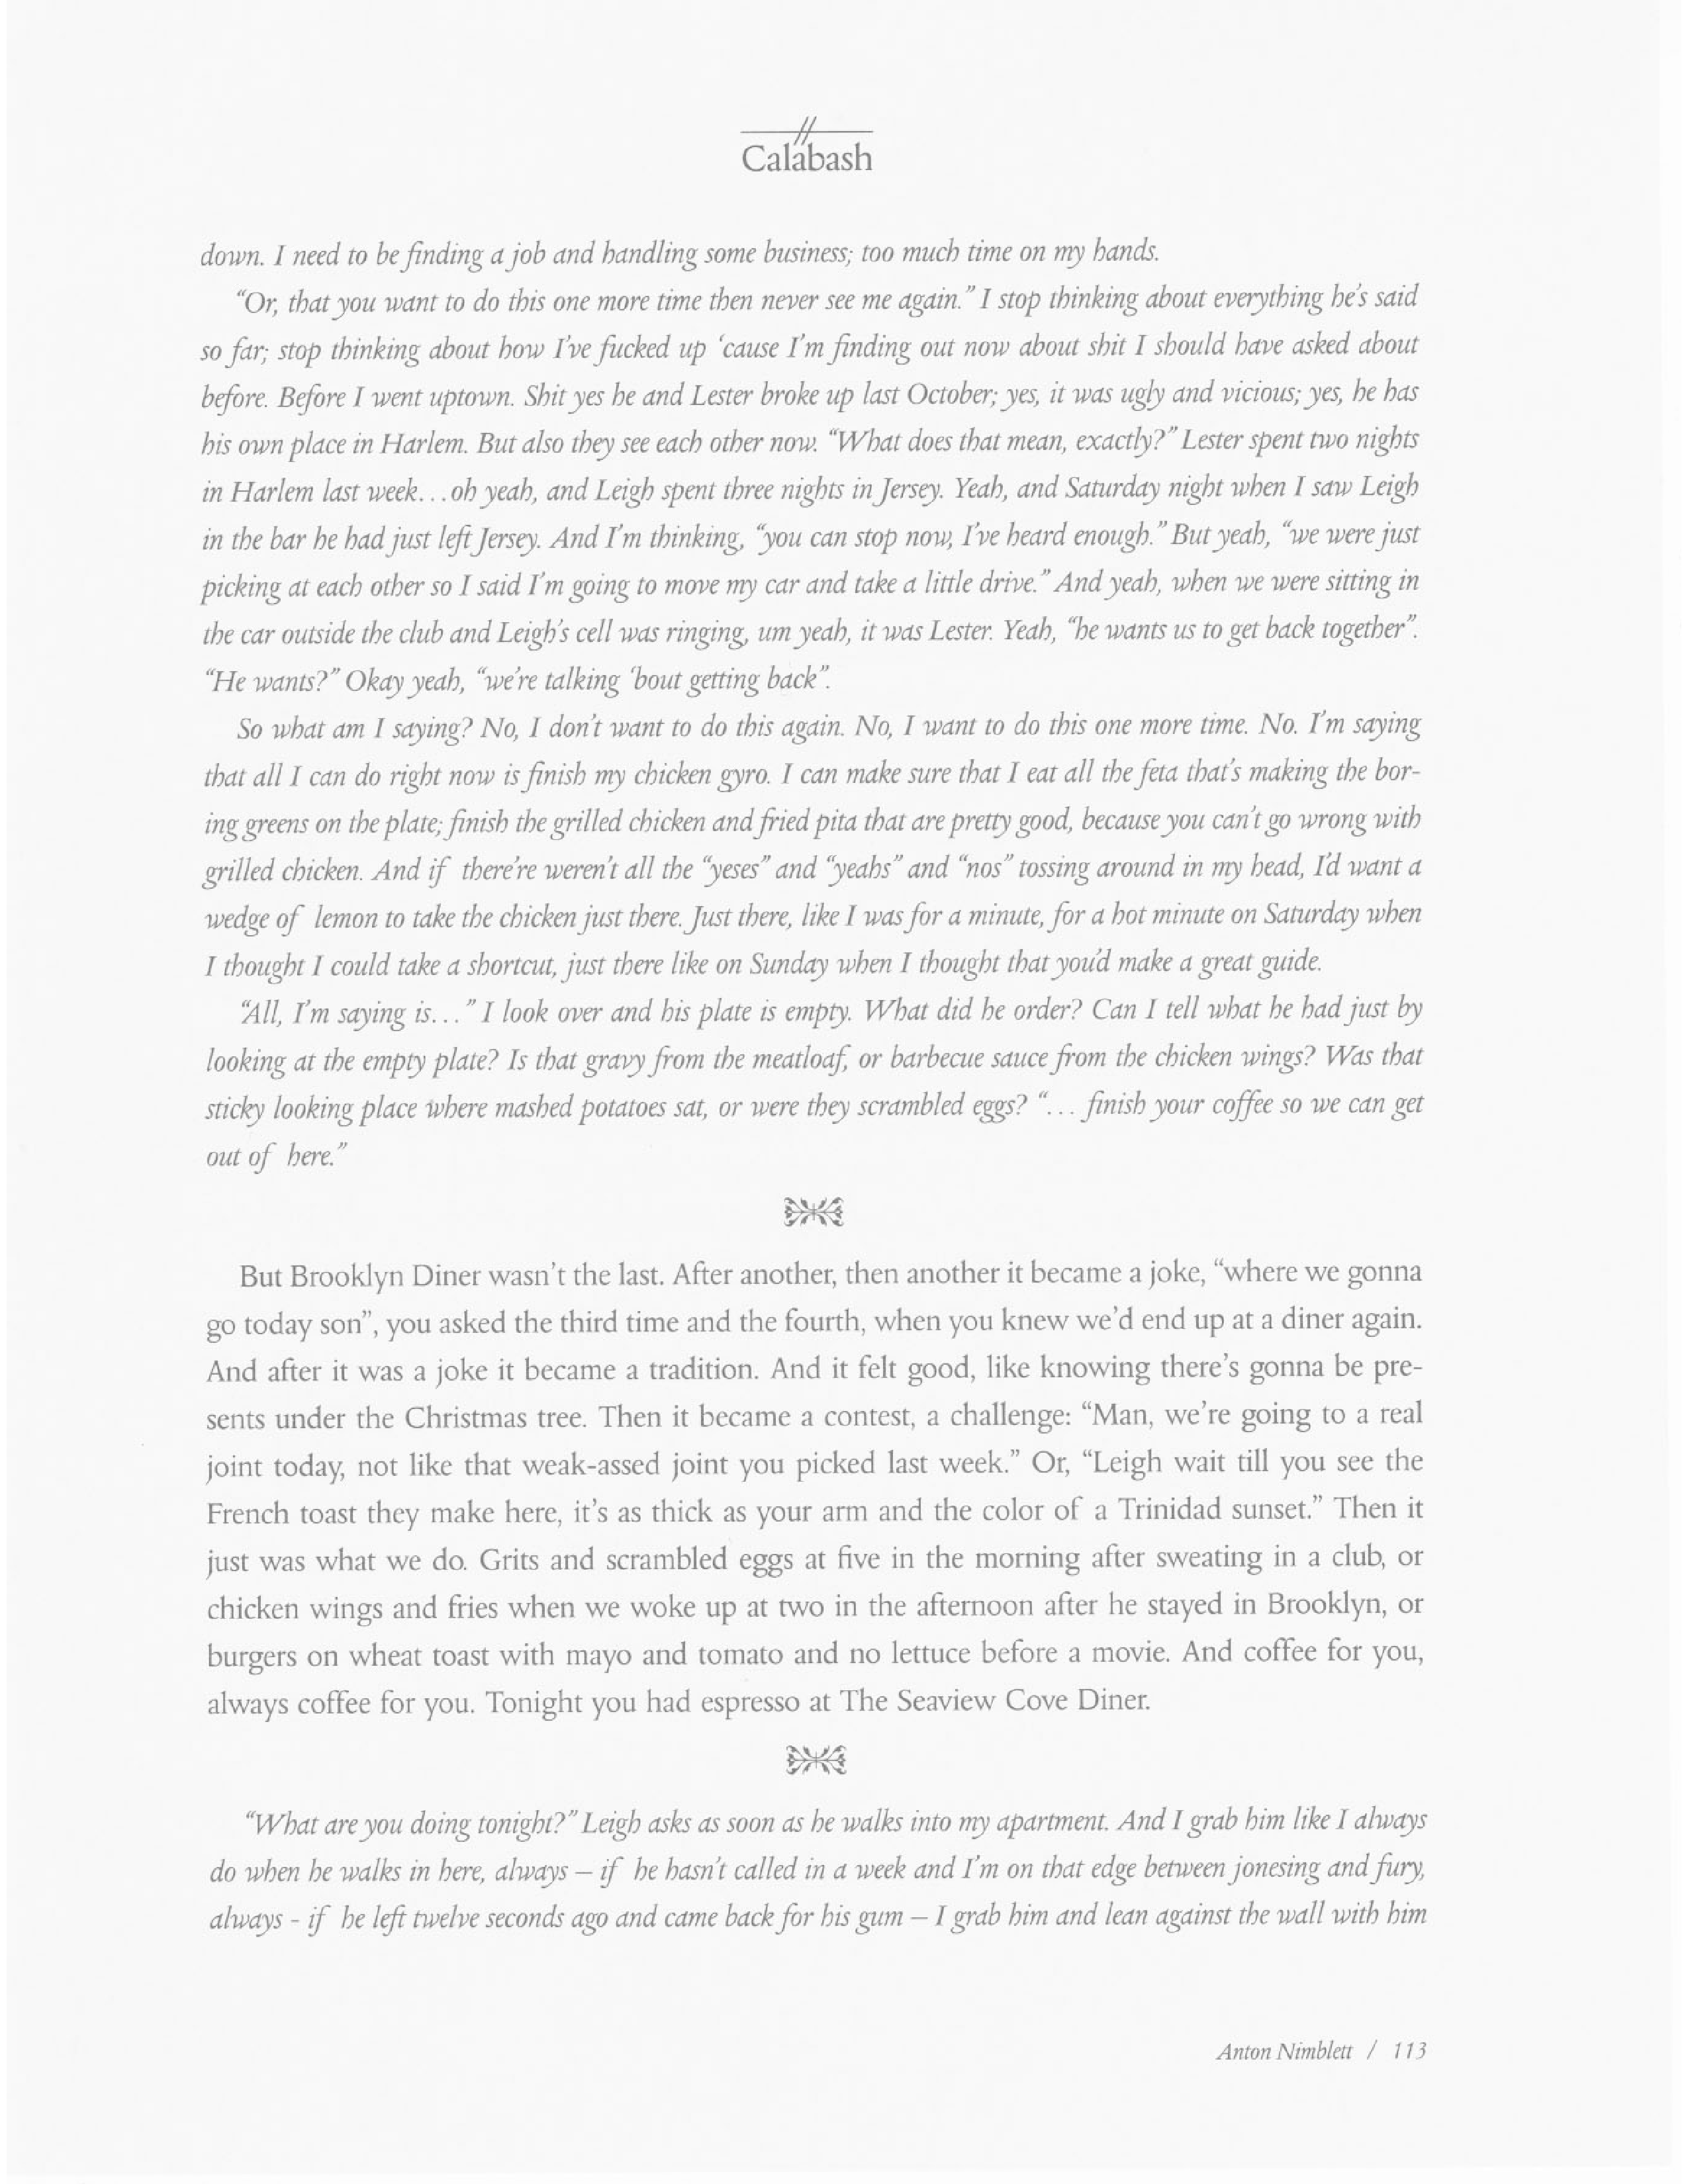 Calabash
down. I need to be finding a job and handling some business; too much time on my hands.
“Or, that you want to do this one more time then never see me again.” I stop thinking about everything he’s said
so far; stop thinking about how I’ve fucked up ‘cause I’m finding out now about shit I should have asked about
before. Before I went uptown. Shit yes he and Lester broke up last October; yes, it was ugly and vicious; yes, he has
his own place in Harlem. But also they see each other now. “What does that mean, exactly?” Lester spent two nights
in Harlem last week…oh yeah, and Leigh spent three nights in Jersey. Yeah, and Saturday night when I saw Leigh
in the bar he had just left Jersey. And I’m thinking, “you can stop now, I’ve heard enough.” But yeah, “we were just
picking at each other so I said I’m going to move my car and take a little drive.” And yeah, when we were sitting in
the car outside the club and Leigh’s cell was ringing, um yeah, it was Lester. Yeah, “he wants us to get back together”.
“He wants?” Okay yeah, “we’re talking ‘bout getting back”.
So what am I saying? No, I don’t want to do this again. No, I want to do this one more time. No. I’m saying
that all I can do right now is finish my chicken gyro. I can make sure that I eat all the feta that’s making the bor-
ing greens on the plate; finish the grilled chicken and fried pita that are pretty good, because you can’t go wrong with
grilled chicken. And if there’re weren’t all the “yeses” and “yeahs” and “nos” tossing around in my head, I’d want a
wedge of lemon to take the chicken just there. Just there, like I was for a minute, for a hot minute on Saturday when
I thought I could take a shortcut, just there like on Sunday when I thought that you’d make a great guide.
“All, I’m saying is…” I look over and his plate is empty. What did he order? Can I tell what he had just by
looking at the empty plate? Is that gravy from the meatloaf, or barbecue sauce from the chicken wings? Was that
sticky looking place where mashed potatoes sat, or were they scrambled eggs? “… finish your coffee so we can get
out of here.”
But Brooklyn Diner wasn’t the last. After another, then another it became a joke, “where we gonna
go today son”, you asked the third time and the fourth, when you knew we’d end up at a diner again.
And after it was a joke it became a tradition. And it felt good, like knowing there’s gonna be pre-
sents under the Christmas tree. Then it became a contest, a challenge: “Man, we’re going to a real
joint today, not like that weak-assed joint you picked last week.” Or, “Leigh wait till you see the
French toast they make here, it’s as thick as your arm and the color of a Trinidad sunset.” Then it
just was what we do. Grits and scrambled eggs at five in the morning after sweating in a club, or
chicken wings and fries when we woke up at two in the afternoon after he stayed in Brooklyn, or
burgers on wheat toast with mayo and tomato and no lettuce before a movie. And coffee for you,
always coffee for you. Tonight you had espresso at The Seaview Cove Diner.
“What are you doing tonight?” Leigh asks as soon as he walks into my apartment. And I grab him like I always
do when he walks in here, always – if he hasn’t called in a week and I’m on that edge between jonesing and fury,
always - if he left twelve seconds ago and came back for his gum – I grab him and lean against the wall with him
Anton Nimblett / 113